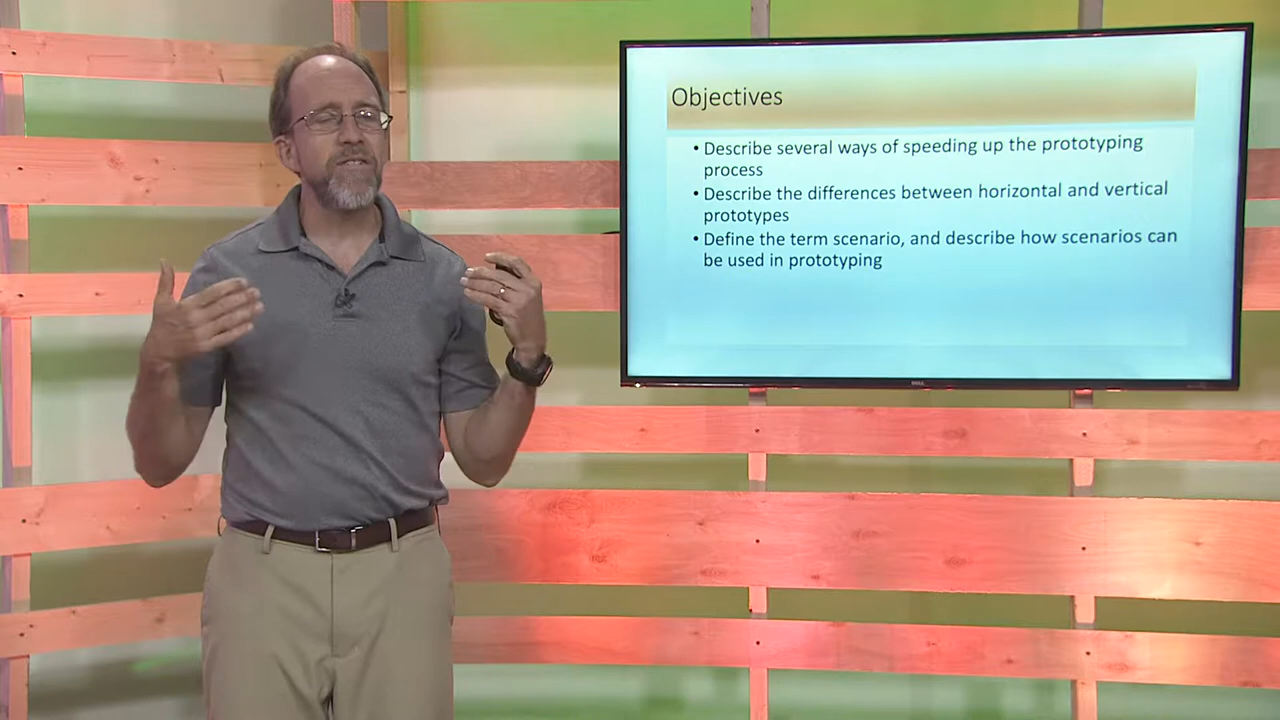 Objectives
• Describe several ways of speeding up the prototyping
process
• Describe the differences between horizontal and vertical
prototypes
• Define the term scenario, and describe how scenarios can
be used in prototyping
DELL